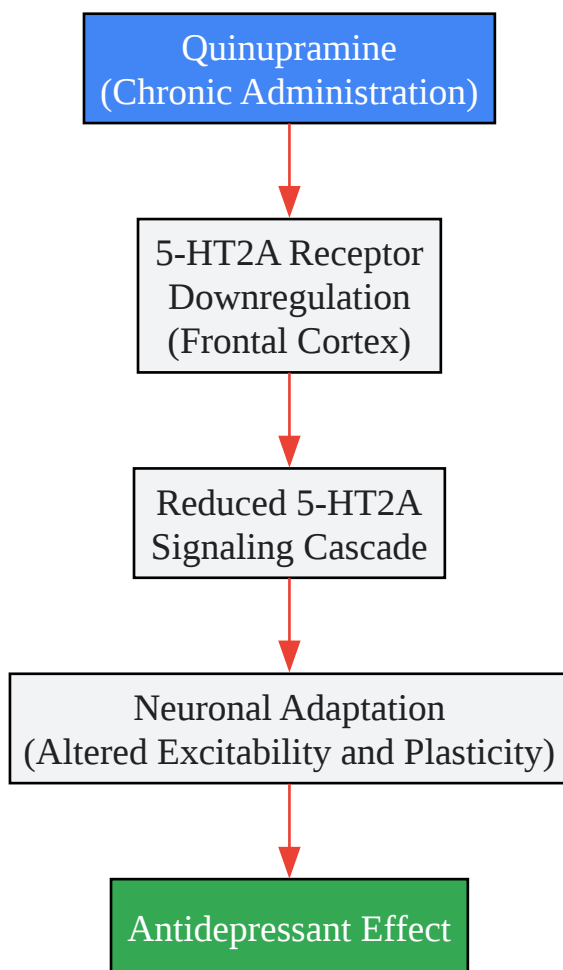 Quinupramine
(Chronic Administration)
5-HT2A Receptor
Downregulation
(Frontal Cortex)
Reduced 5-HT2A
Signaling Cascade
Neuronal Adaptation
(Altered Excitability and Plasticity)
Antidepressant Effect